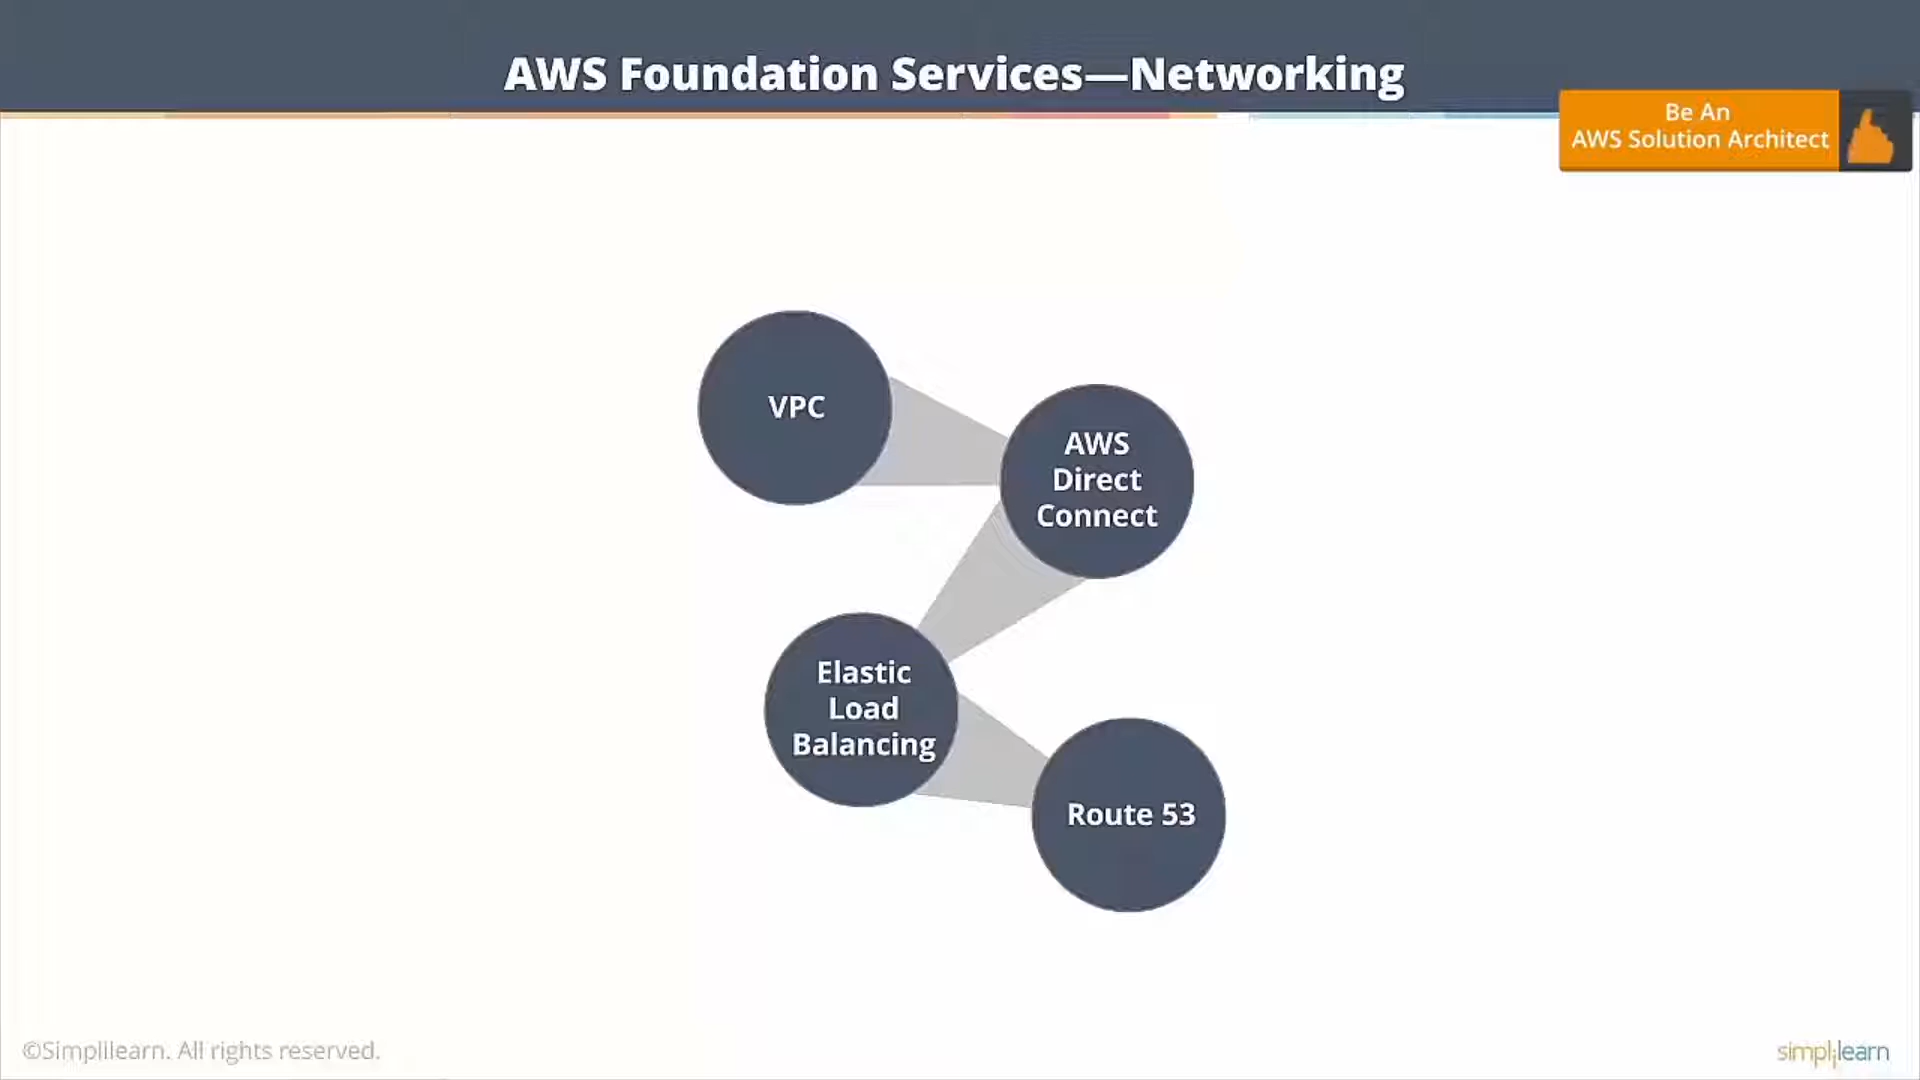 AWS Foundation Services—Networking
Be An
AWS Solution Architect
VPC
AWS
Direct
Connect
Elastic
Load
Balancing
Route 53
©Simplilearn. All rights reserved.
simplilearn